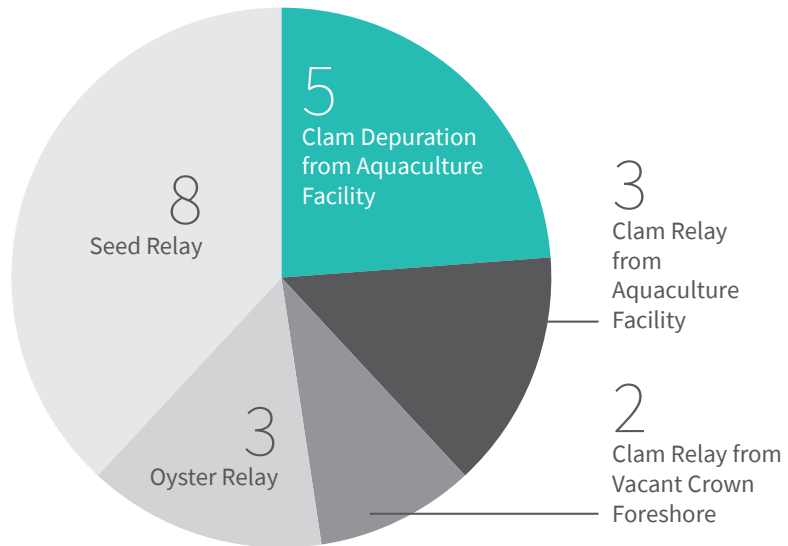 5
Clam Depuration
from Aquaculture
Facility
3
Clam Relay
from
Aquaculture
Facility
2
Clam Relay from
Vacant Crown
Foreshore
3
Oyster Relay
8
Seed Relay